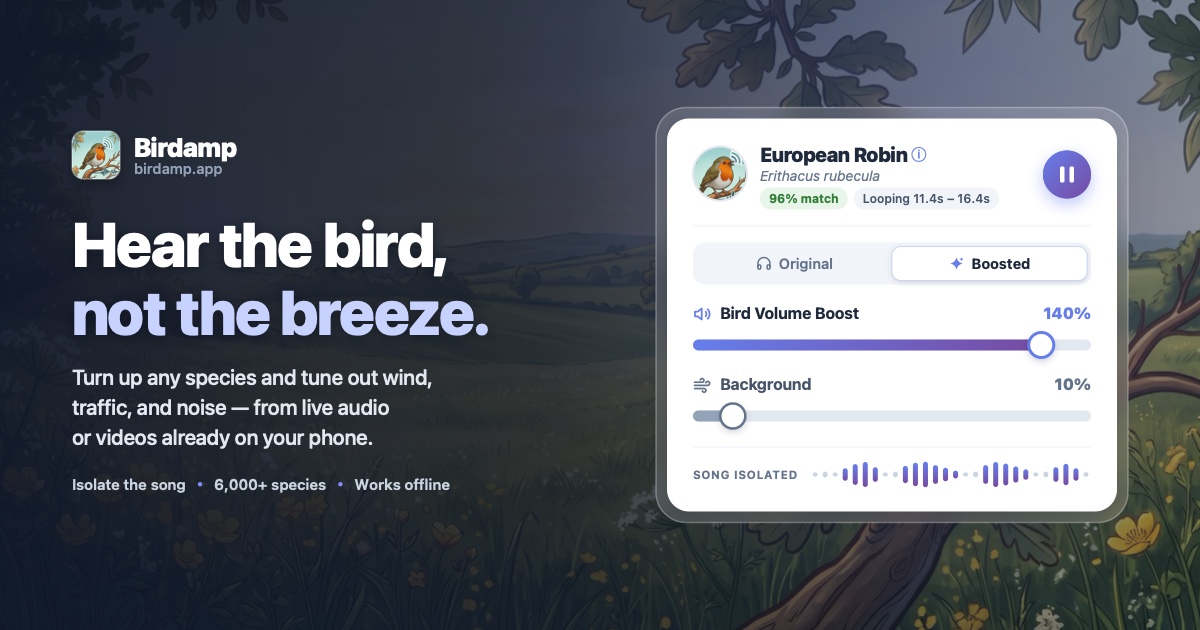 Birdamp
birdamp.app
Hear the bird,
not the breeze.
Turn up any species and tune out wind,
traffic, and noise — from live audio
or videos already on your phone.
Isolate the song • 6,000+ species • Works offline
European Robin
Erithacus rubecula
96% match Looping 11.4s – 16.4s
Original Boosted
Bird Volume Boost 140%
Background 10%
SONG ISOLATED